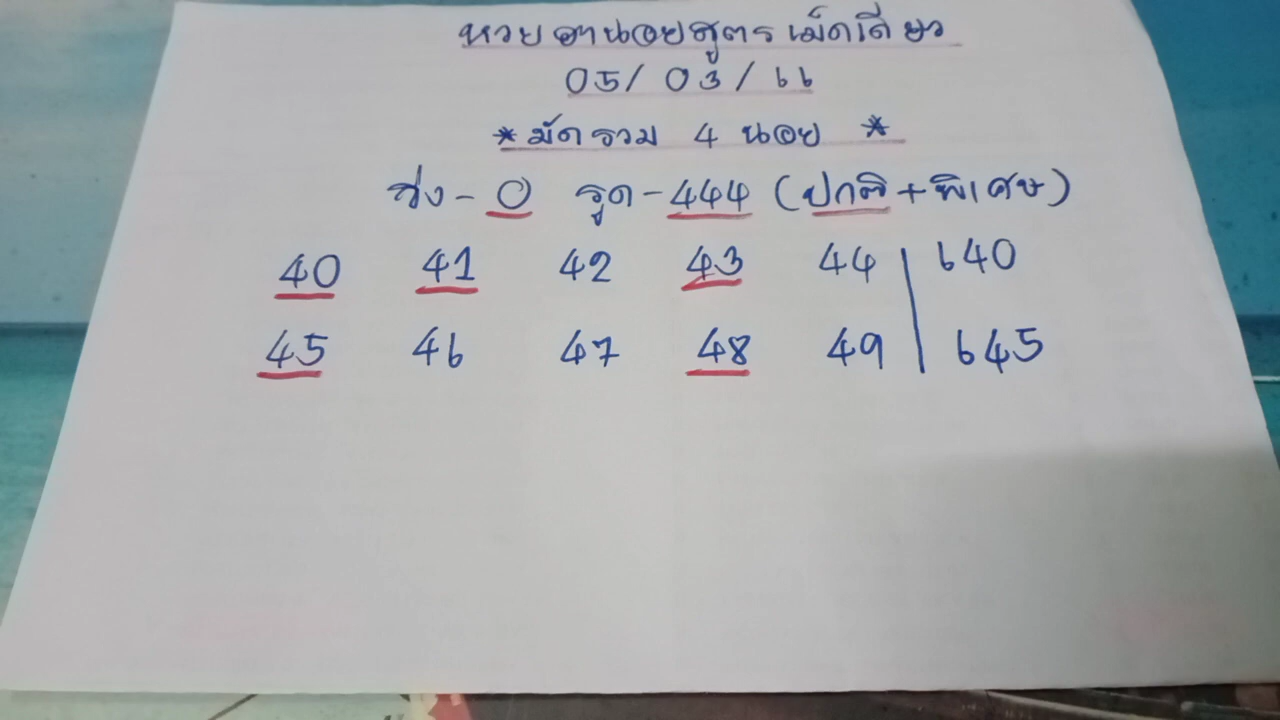 หวยฮานอยสูตรเม็ดเดียว
05/03/66
*มัดรวม 4 นอย*
ส่ง-0 รูด-444 (ปกติ+พิเศษ)
40 41 42 43 44 | 640
45 46 47 48 49 | 645